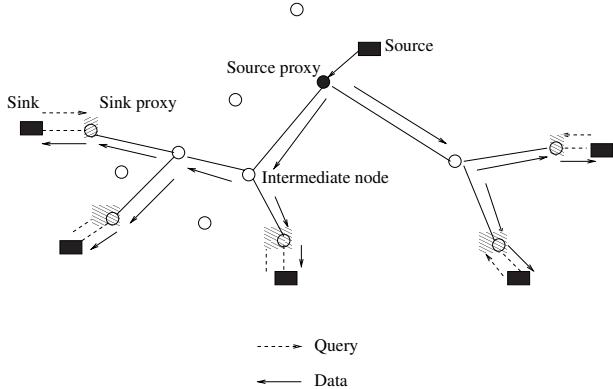 Source
Source proxy
Sink
Sink proxy
Intermediate node
Query
Data